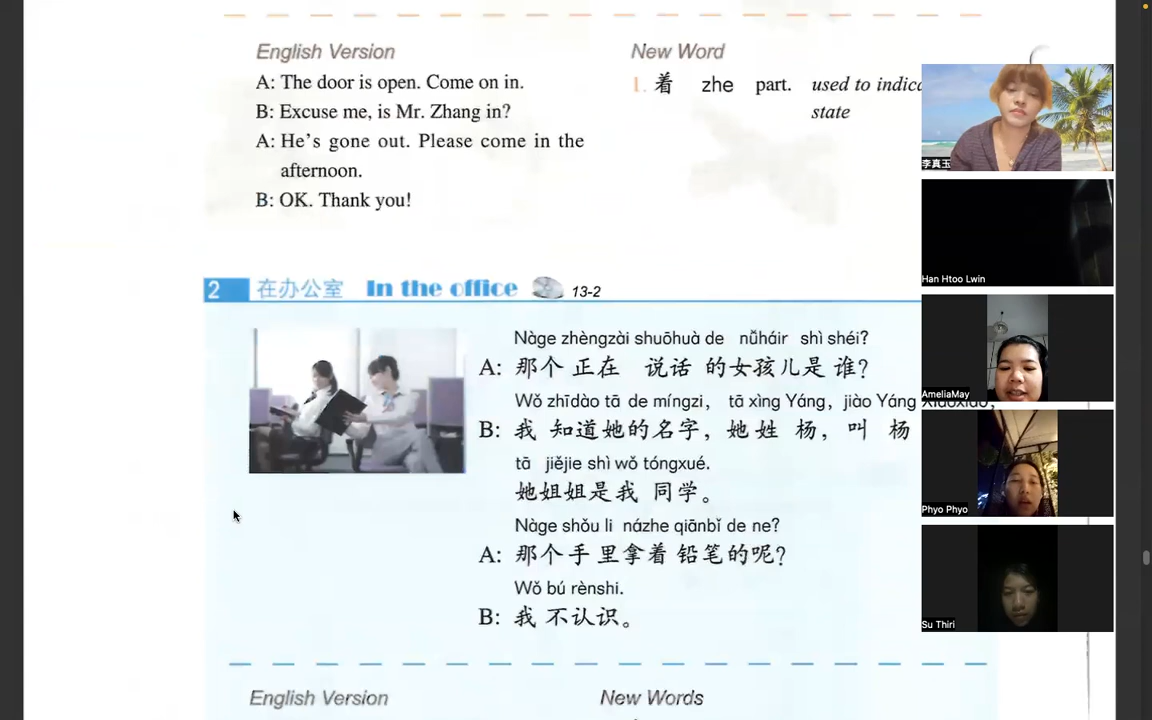 English Version
A: The door is open. Come on in.
B: Excuse me, is Mr. Zhang in?
A: He's gone out. Please come in the
afternoon.
B: OK. Thank you!
New Word
1. 着 zhe part. used to indica
state
2 在办公室 In the office 13-2
Nàge zhèngzài shuōhuà de nǚháir shì shéi?
A: 那个 正在 说话 的女孩儿是 谁?
Wǒ zhīdào tā de míngzi, tā xìng Yáng, jiào Yáng Xiàoxiào,
B: 我 知道她的名字, 她 姓 杨, 叫 杨
tā jiějie shì wǒ tóngxué.
她姐姐是我 同学。
Nàge shǒu li názhe qiānbǐ de ne?
A: 那个手里拿着 铅笔的呢?
Wǒ bú rènshi.
B: 我 不认识。
English Version
New Words
李真玉
Han Htoo Lwin
AmeliaMay
Phyo Phyo
Su Thiri